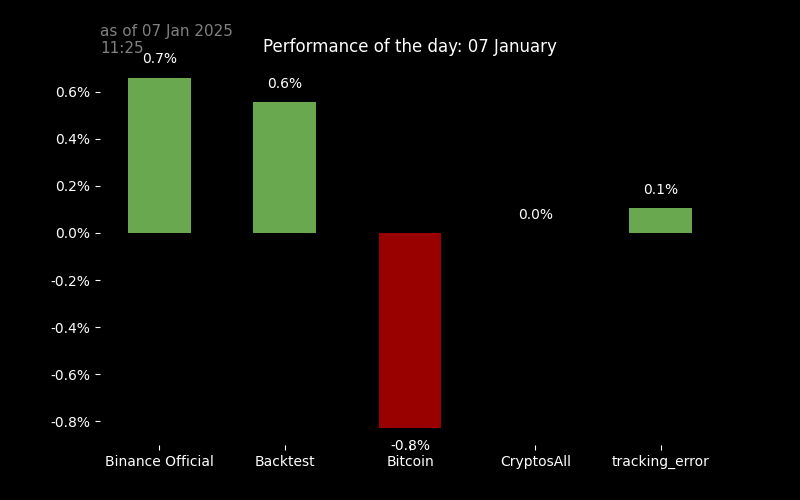 as of 07 Jan 2025
11:25
Performance of the day: 07 January
0.7%
0.6%
0.6%
0.4%
0.2%
0.1%
0.0%
0.0%
-0.2%
-0.4%
-0.6%
-0.8%
-0.8%
Binance Official
Backtest
Bitcoin
CryptosAll
tracking_error